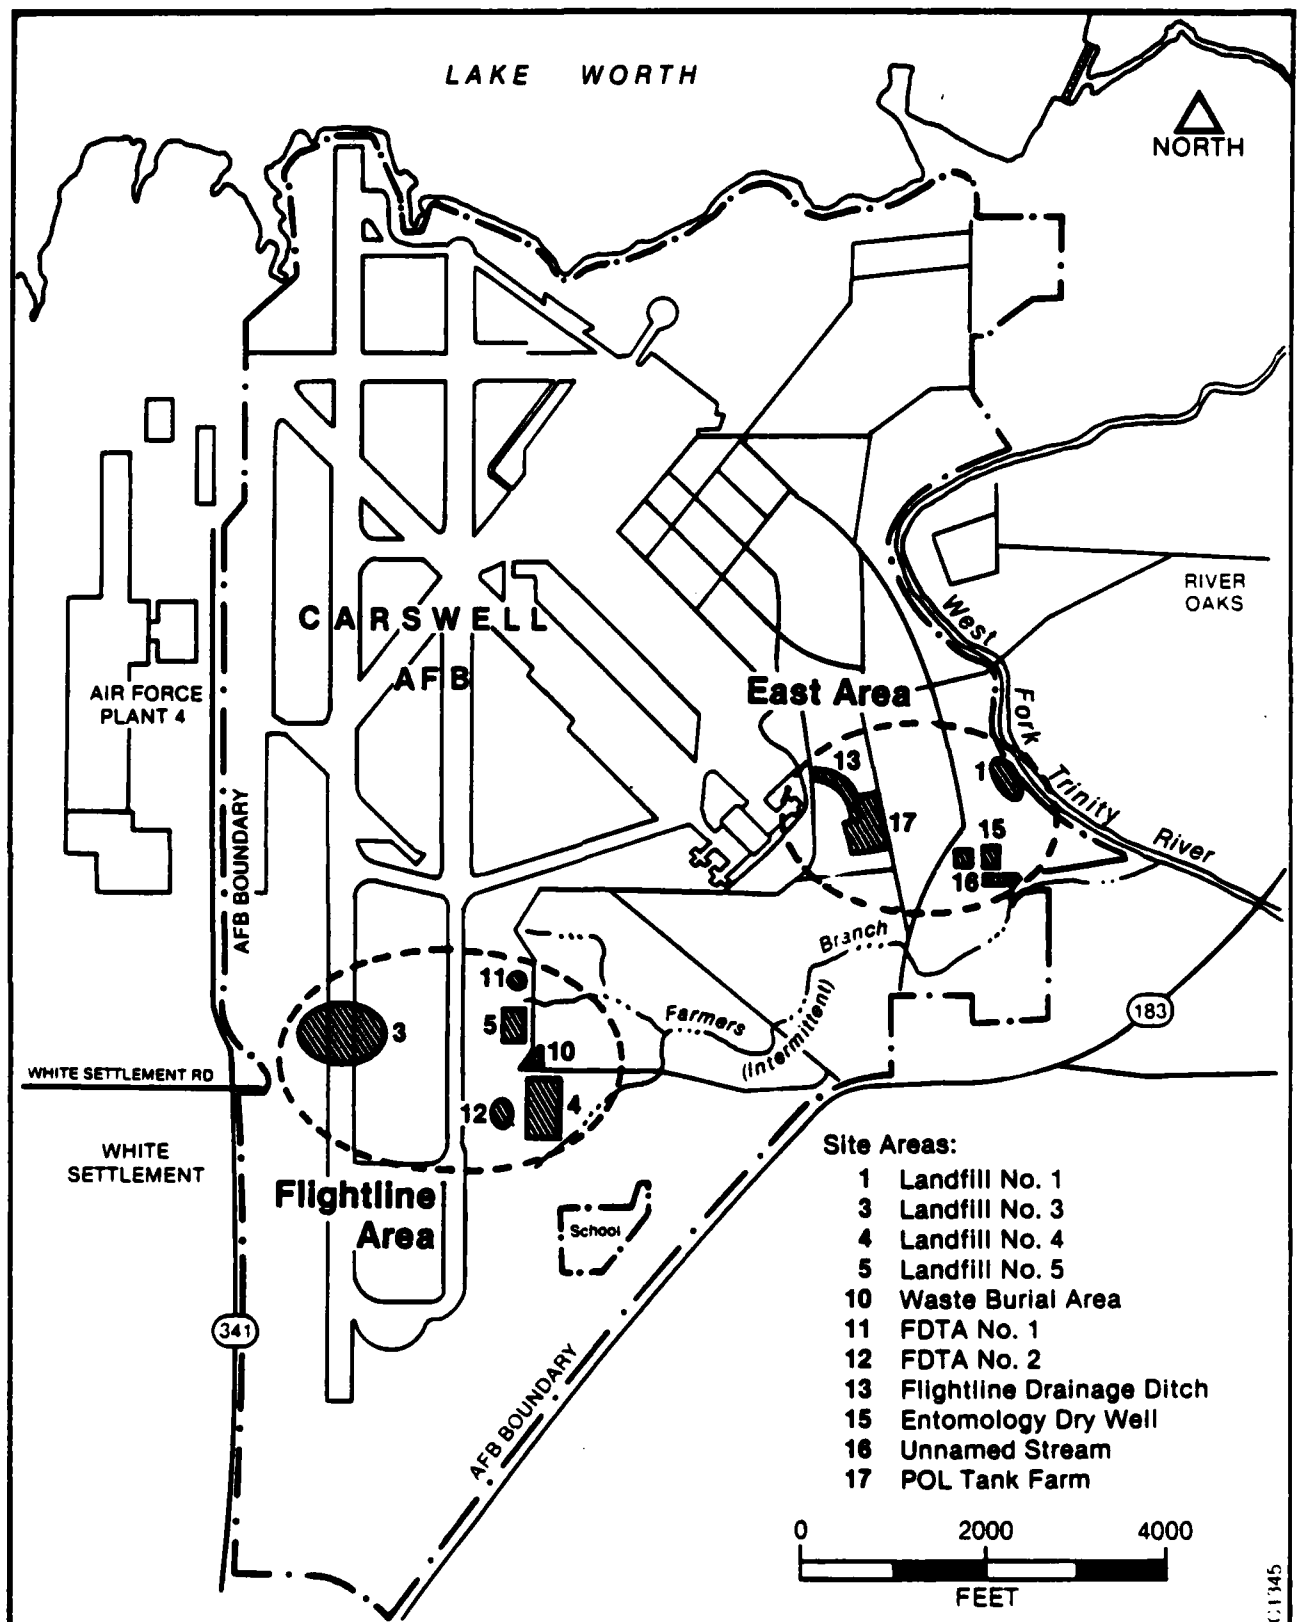 LAKE WORTH
NORTH
RIVER
OAKS
CARSWELL
AFB
West
Fork
Trinity
River
AIR FORCE
PLANT 4
East Area
13
1
17
15
16
AFB BOUNDARY
Branch
11
Farmers
(Intermittent)
183
3
5
10
WHITE SETTLEMENT RD
12
4
WHITE
SETTLEMENT
Flightline
Area
School
341
AFB BOUNDARY
Site Areas:
1 Landfill No. 1
3 Landfill No. 3
4 Landfill No. 4
5 Landfill No. 5
10 Waste Burial Area
11 FDTA No. 1
12 FDTA No. 2
13 Flightline Drainage Ditch
15 Entomology Dry Well
16 Unnamed Stream
17 POL Tank Farm
0 2000 4000
FEET